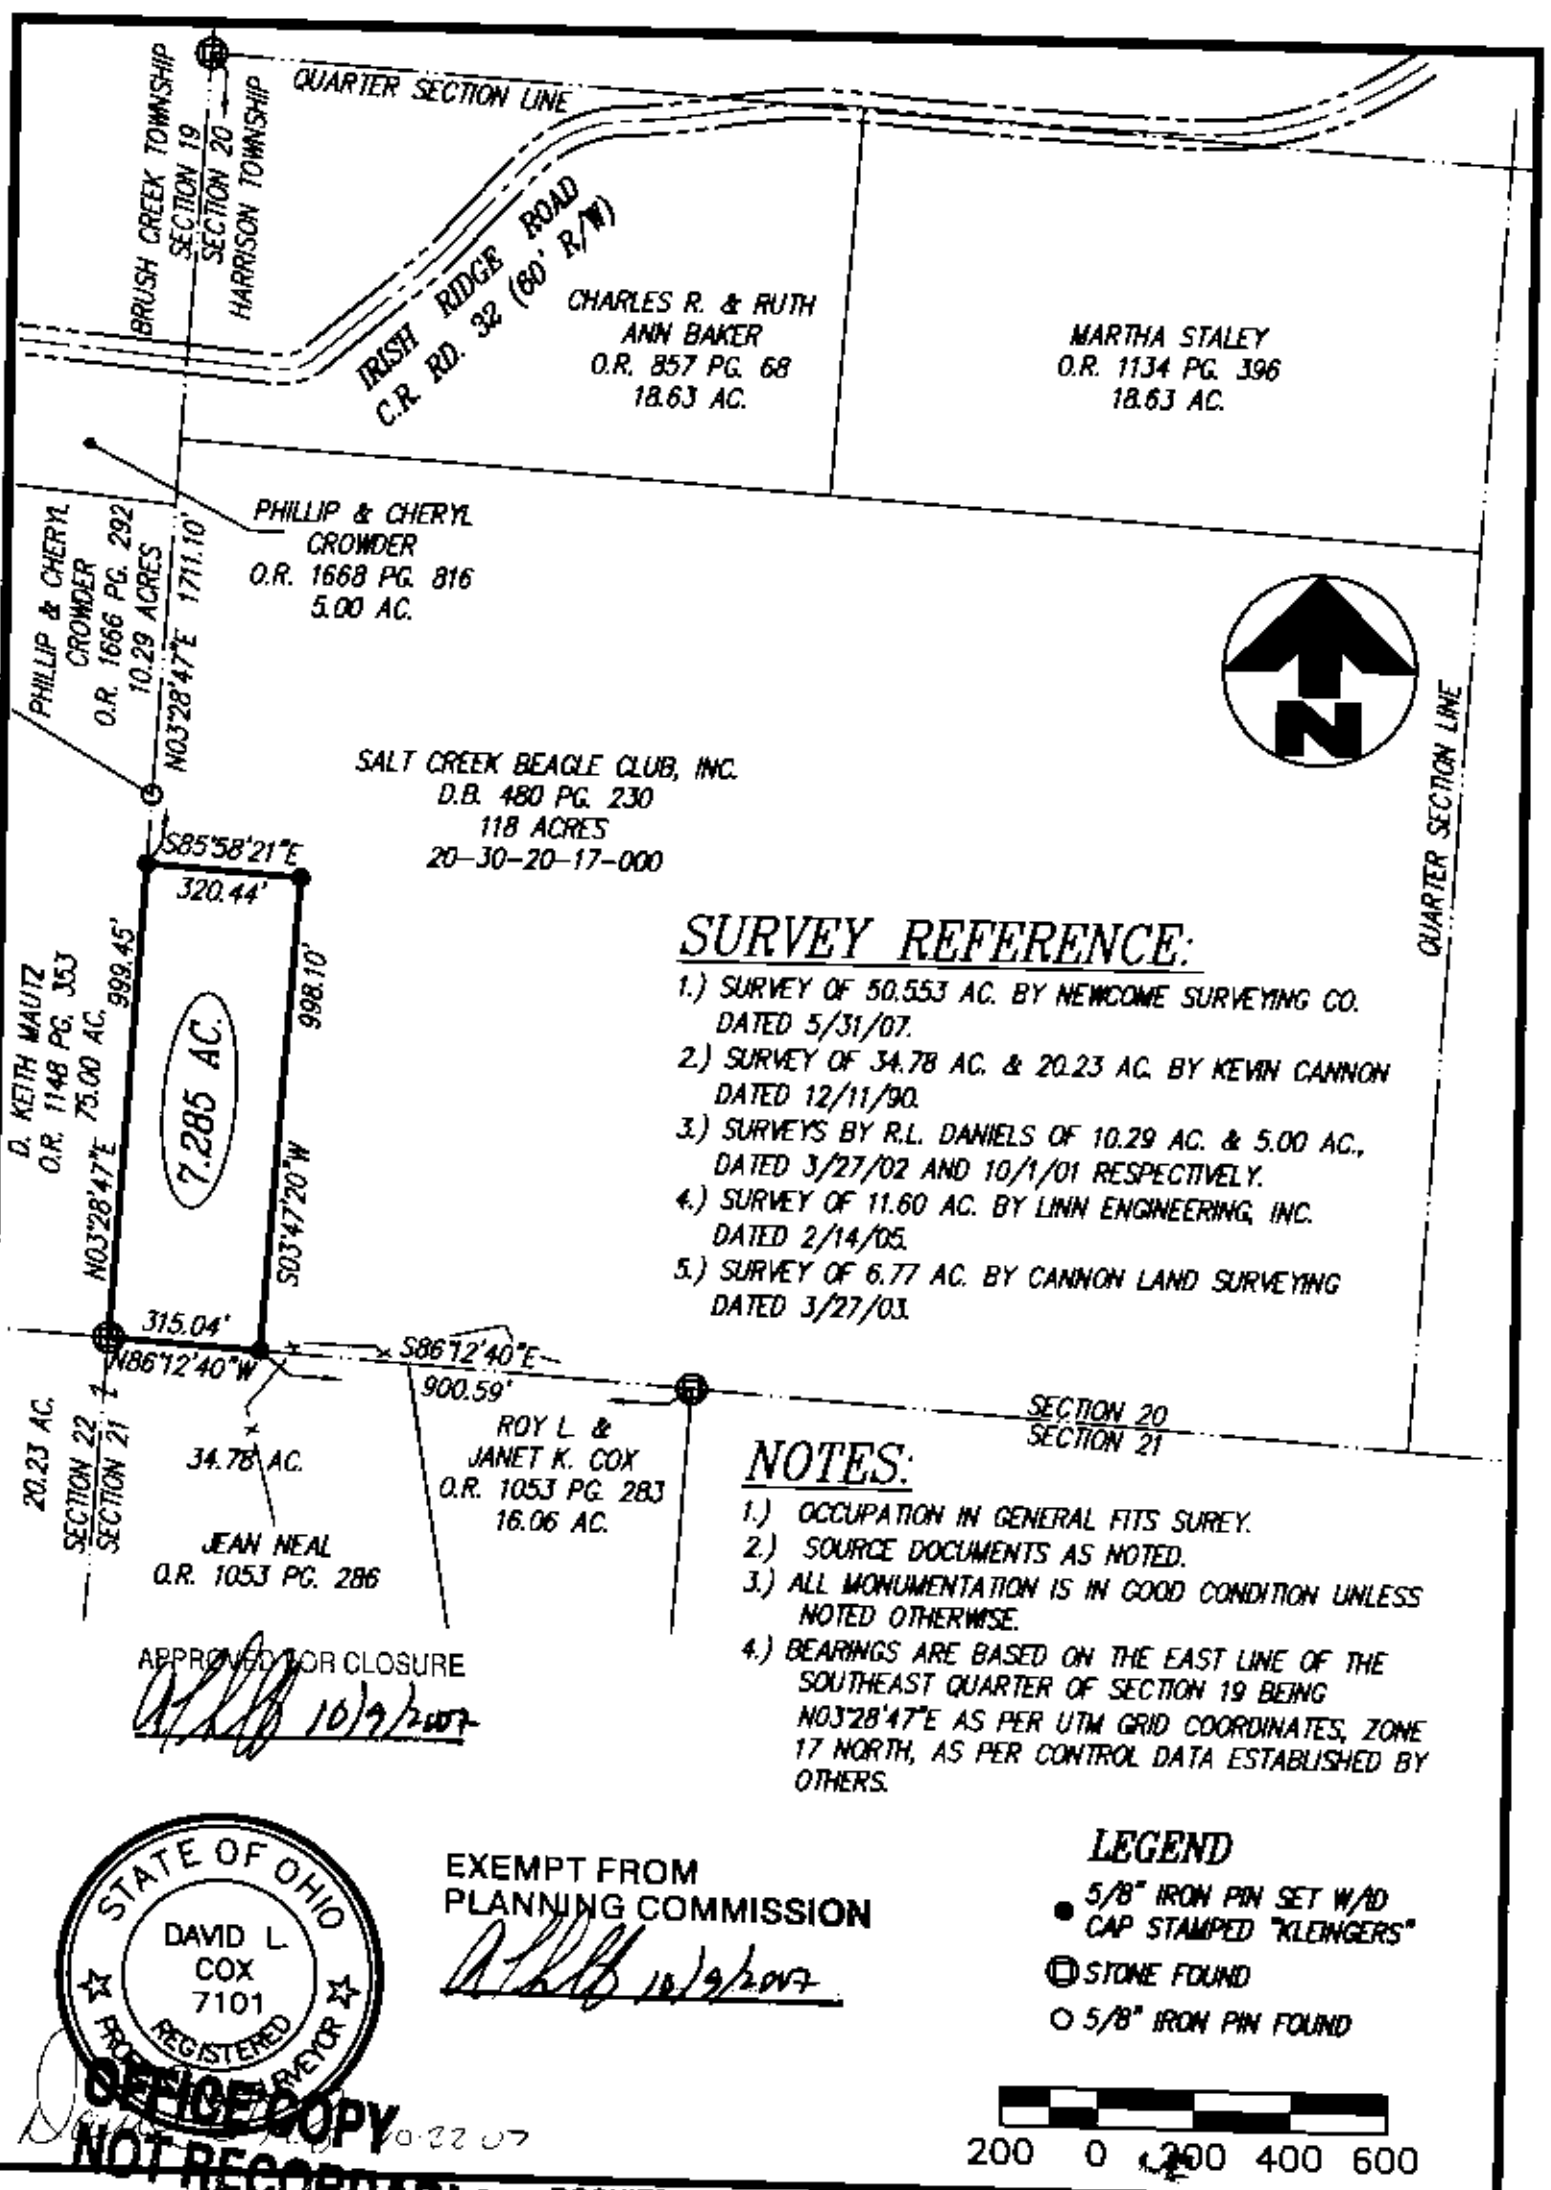 QUARTER SECTION LINE
BRUSH CREEK TOWNSHIP
SECTION 19
SECTION 20
HARRISON TOWNSHIP
IRISH RIDGE ROAD
C.R. RD. 32 (60' R/W)
CHARLES R. & RUTH
ANN BAKER
O.R. 857 PG. 68
18.63 AC.
MARTHA STALEY
O.R. 1134 PG. 396
18.63 AC.
PHILLIP & CHERYL
CROWDER
O.R. 1668 PG. 816
5.00 AC.
PHILLIP & CHERYL
CROWDER
O.R. 1666 PG. 292
10.29 ACRES
N03°28'47"E 1711.10'
N
QUARTER SECTION LINE
SALT CREEK BEAGLE CLUB, INC.
D.B. 480 PG. 230
118 ACRES
20-30-20-17-000
S85°58'21"E
320.44'
D. KEITH MAUTZ
O.R. 1148 PG. 353
75.00 AC.
N03°28'47"E 999.45'
7.285 AC.
998.10'
S03°47'20"W
315.04'
N86°12'40"W
S86°12'40"E
900.59'
SURVEY REFERENCE:
1.) SURVEY OF 50.553 AC. BY NEWCOME SURVEYING CO.
DATED 5/31/07.
2.) SURVEY OF 34.78 AC. & 20.23 AC. BY KEVIN CANNON
DATED 12/11/90.
3.) SURVEYS BY R.L. DANIELS OF 10.29 AC. & 5.00 AC.,
DATED 3/27/02 AND 10/1/01 RESPECTIVELY.
4.) SURVEY OF 11.60 AC. BY LINN ENGINEERING, INC.
DATED 2/14/05.
5.) SURVEY OF 6.77 AC. BY CANNON LAND SURVEYING
DATED 3/27/03.
20.23 AC.
SECTION 22
SECTION 21
34.78 AC.
JEAN NEAL
O.R. 1053 PG. 286
ROY L. &
JANET K. COX
O.R. 1053 PG. 283
16.06 AC.
SECTION 20
SECTION 21
NOTES:
1.) OCCUPATION IN GENERAL FITS SUREY.
2.) SOURCE DOCUMENTS AS NOTED.
3.) ALL MONUMENTATION IS IN GOOD CONDITION UNLESS
NOTED OTHERWISE.
4.) BEARINGS ARE BASED ON THE EAST LINE OF THE
SOUTHEAST QUARTER OF SECTION 19 BEING
N03°28'47"E AS PER UTM GRID COORDINATES, ZONE
17 NORTH, AS PER CONTROL DATA ESTABLISHED BY
OTHERS.
APPROVED FOR CLOSURE
10/9/2007
EXEMPT FROM
PLANNING COMMISSION
10/9/2007
STATE OF OHIO
DAVID L.
COX
7101
REGISTERED
PROFESSIONAL SURVEYOR
OFFICE COPY
NOT RECORDABLE
10-22 07
LEGEND
5/8" IRON PIN SET W/ID
CAP STAMPED "KLEINGERS"
STONE FOUND
5/8" IRON PIN FOUND
200 0 200 400 600